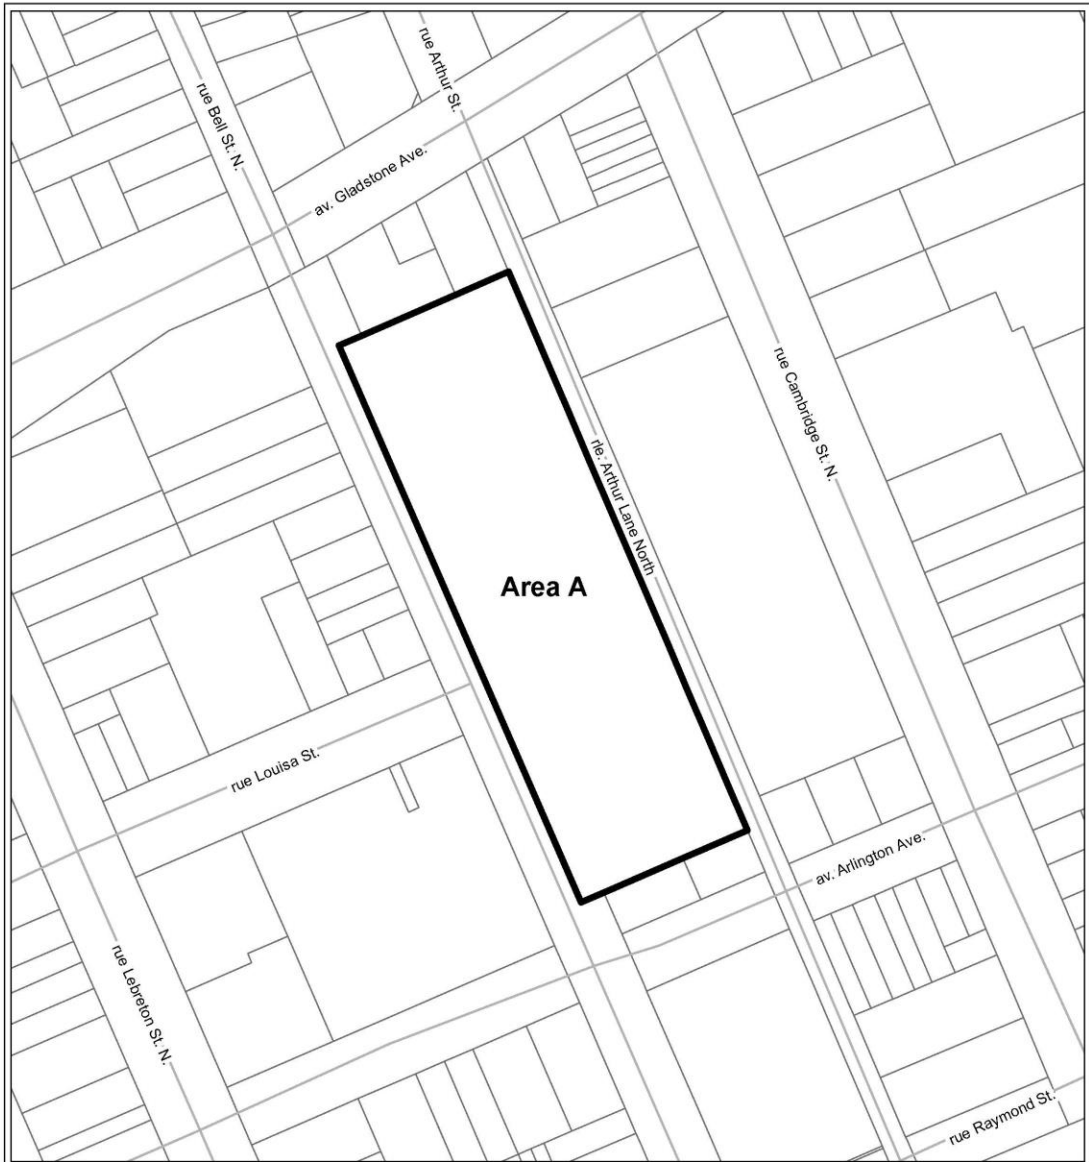 rue Arthur St.
rue Bell St. N.
av. Gladstone Ave.
rue Cambridge St. N.
rle. Arthur Lane North
Area A
rue Louisa St.
av. Arlington Ave.
rue Lebreton St. N.
rue Raymond St.